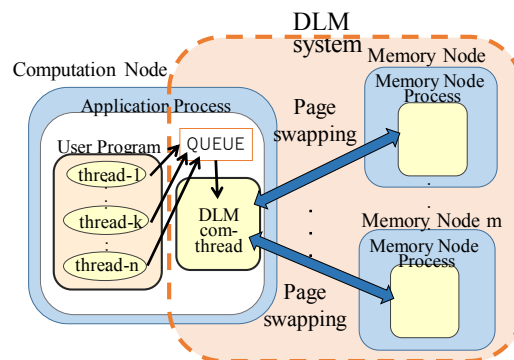 DLM
system
Computation Node
Application Process
User Program
QUEUE
thread-1
thread-k
thread-n
DLM
com-
thread
Page
swapping
Page
swapping
Memory Node
Memory Node
Process
Memory Node m
Memory Node
Process